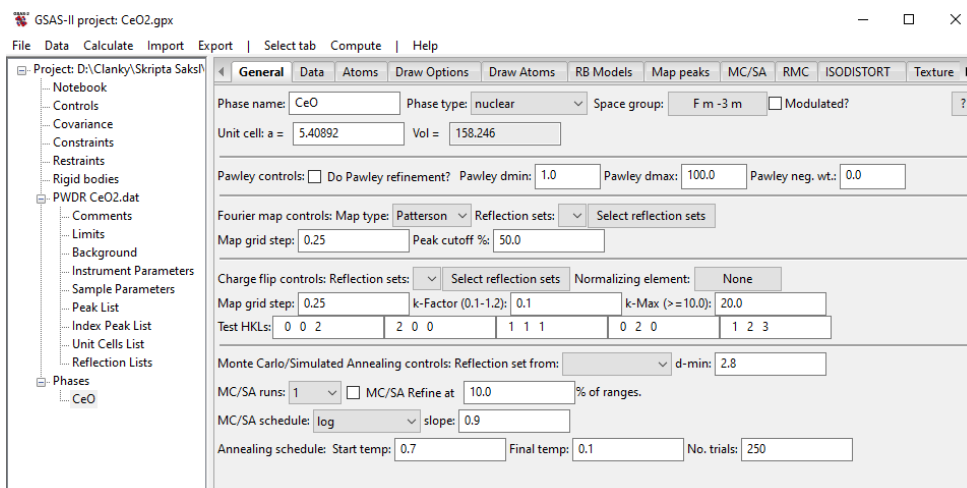 GSAS-II project: CeO2.gpx
File Data Calculate Import Export | Select tab Compute | Help
Project: D:\Clanky\Skripta Saksl\
Notebook
Controls
Covariance
Constraints
Restraints
Rigid bodies
PWDR CeO2.dat
Comments
Limits
Background
Instrument Parameters
Sample Parameters
Peak List
Index Peak List
Unit Cells List
Reflection Lists
Phases
CeO
General Data Atoms Draw Options Draw Atoms RB Models Map peaks MC/SA RMC ISODISTORT Texture
Phase name: CeO Phase type: nuclear Space group: F m -3 m Modulated? ?
Unit cell: a = 5.40892 Vol = 158.246
Pawley controls: Do Pawley refinement? Pawley dmin: 1.0 Pawley dmax: 100.0 Pawley neg. wt.: 0.0
Fourier map controls: Map type: Patterson Reflection sets: Select reflection sets
Map grid step: 0.25 Peak cutoff %: 50.0
Charge flip controls: Reflection sets: Select reflection sets Normalizing element: None
Map grid step: 0.25 k-Factor (0.1-1.2): 0.1 k-Max (>=10.0): 20.0
Test HKLs: 0 0 2 2 0 0 1 1 1 0 2 0 1 2 3
Monte Carlo/Simulated Annealing controls: Reflection set from: d-min: 2.8
MC/SA runs: 1 MC/SA Refine at 10.0 % of ranges.
MC/SA schedule: log slope: 0.9
Annealing schedule: Start temp: 0.7 Final temp: 0.1 No. trials: 250